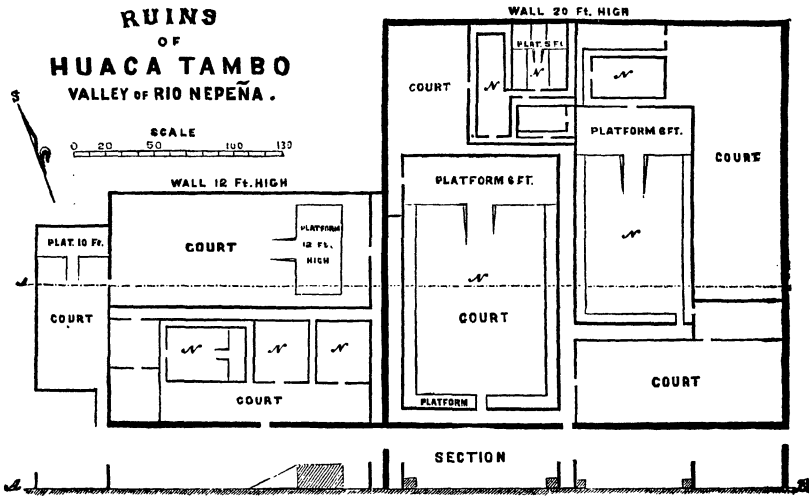 RUINS
OF
HUACA TAMBO
VALLEY OF RIO NEPEÑA.
SCALE
0 20 50 100 130
WALL 20 Ft. HIGH
WALL 12 Ft. HIGH
S
COURT
PLAT. 5 Ft
N
N
N
PLATFORM 6 FT.
COURT
PLATFORM 6 FT.
N
PLAT. 10 Ft.
COURT
PLATFORM
12 Ft.
HIGH
N
A
COURT
COURT
N
N
N
COURT
PLATFORM
COURT
SECTION
A